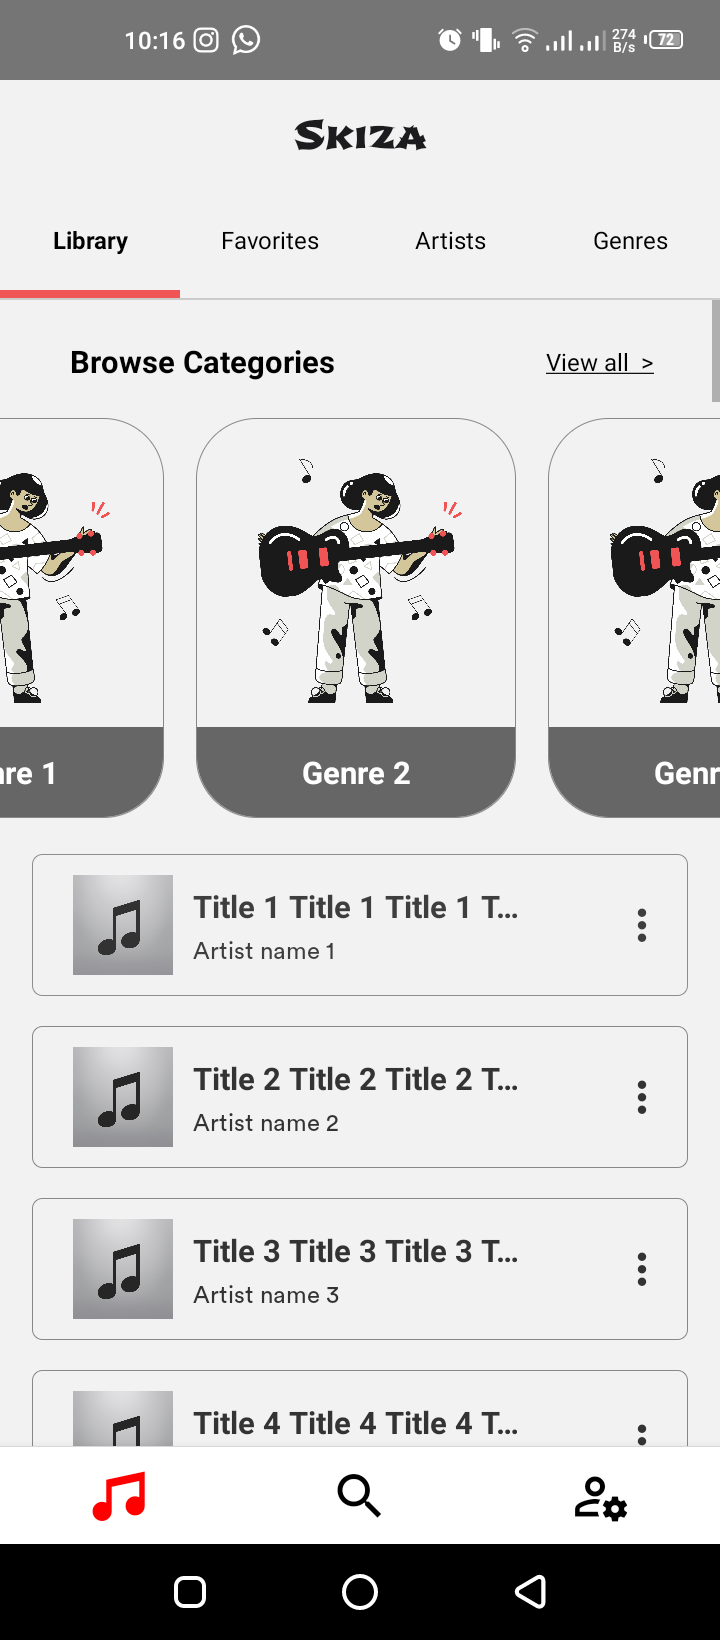 10:16 274 B/s 72
SKIZA
Library Favorites Artists Genres
Browse Categories View all >
nre 1 Genre 2 Genr
Title 1 Title 1 Title 1 T...
Artist name 1
Title 2 Title 2 Title 2 T...
Artist name 2
Title 3 Title 3 Title 3 T...
Artist name 3
Title 4 Title 4 Title 4 T...